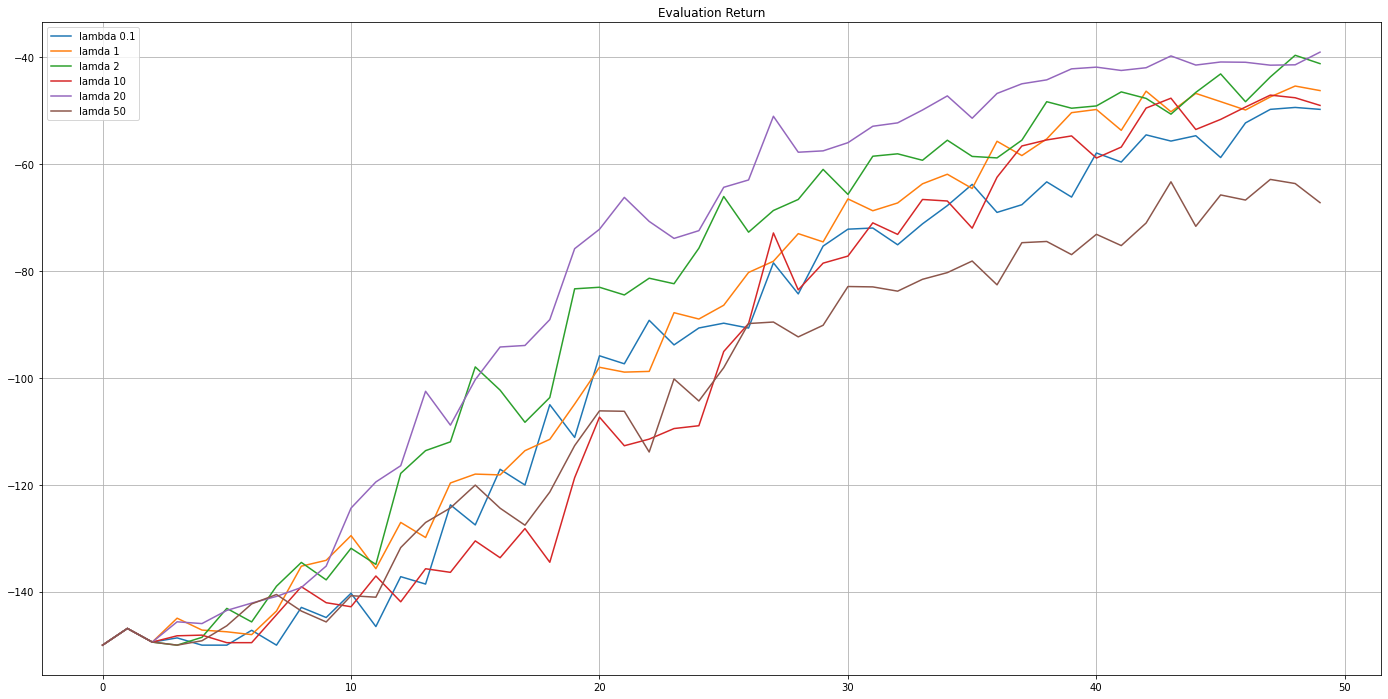 Evaluation Return
lambda 0.1
lamda 1
lamda 2
lamda 10
lamda 20
lamda 50
−40
−60
−80
−100
−120
−140
0 10 20 30 40 50